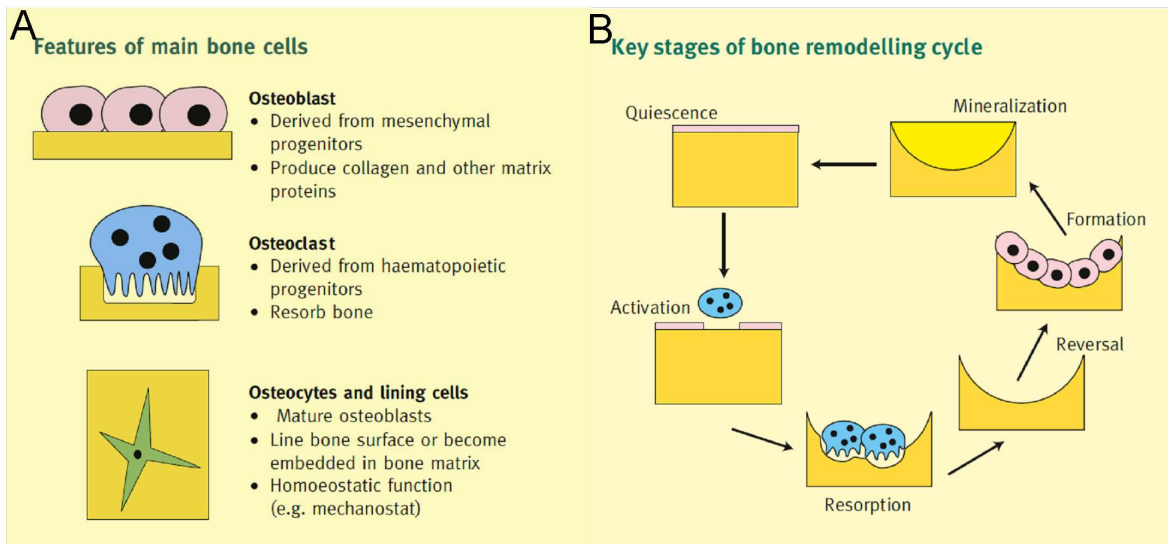 A
Features of main bone cells
Osteoblast
• Derived from mesenchymal
progenitors
• Produce collagen and other matrix
proteins
Osteoclast
• Derived from haematopoietic
progenitors
• Resorb bone
Osteocytes and lining cells
• Mature osteoblasts
• Line bone surface or become
embedded in bone matrix
• Homoeostatic function
(e.g. mechanostat)
B
Key stages of bone remodelling cycle
Quiescence
Mineralization
Formation
Activation
Reversal
Resorption